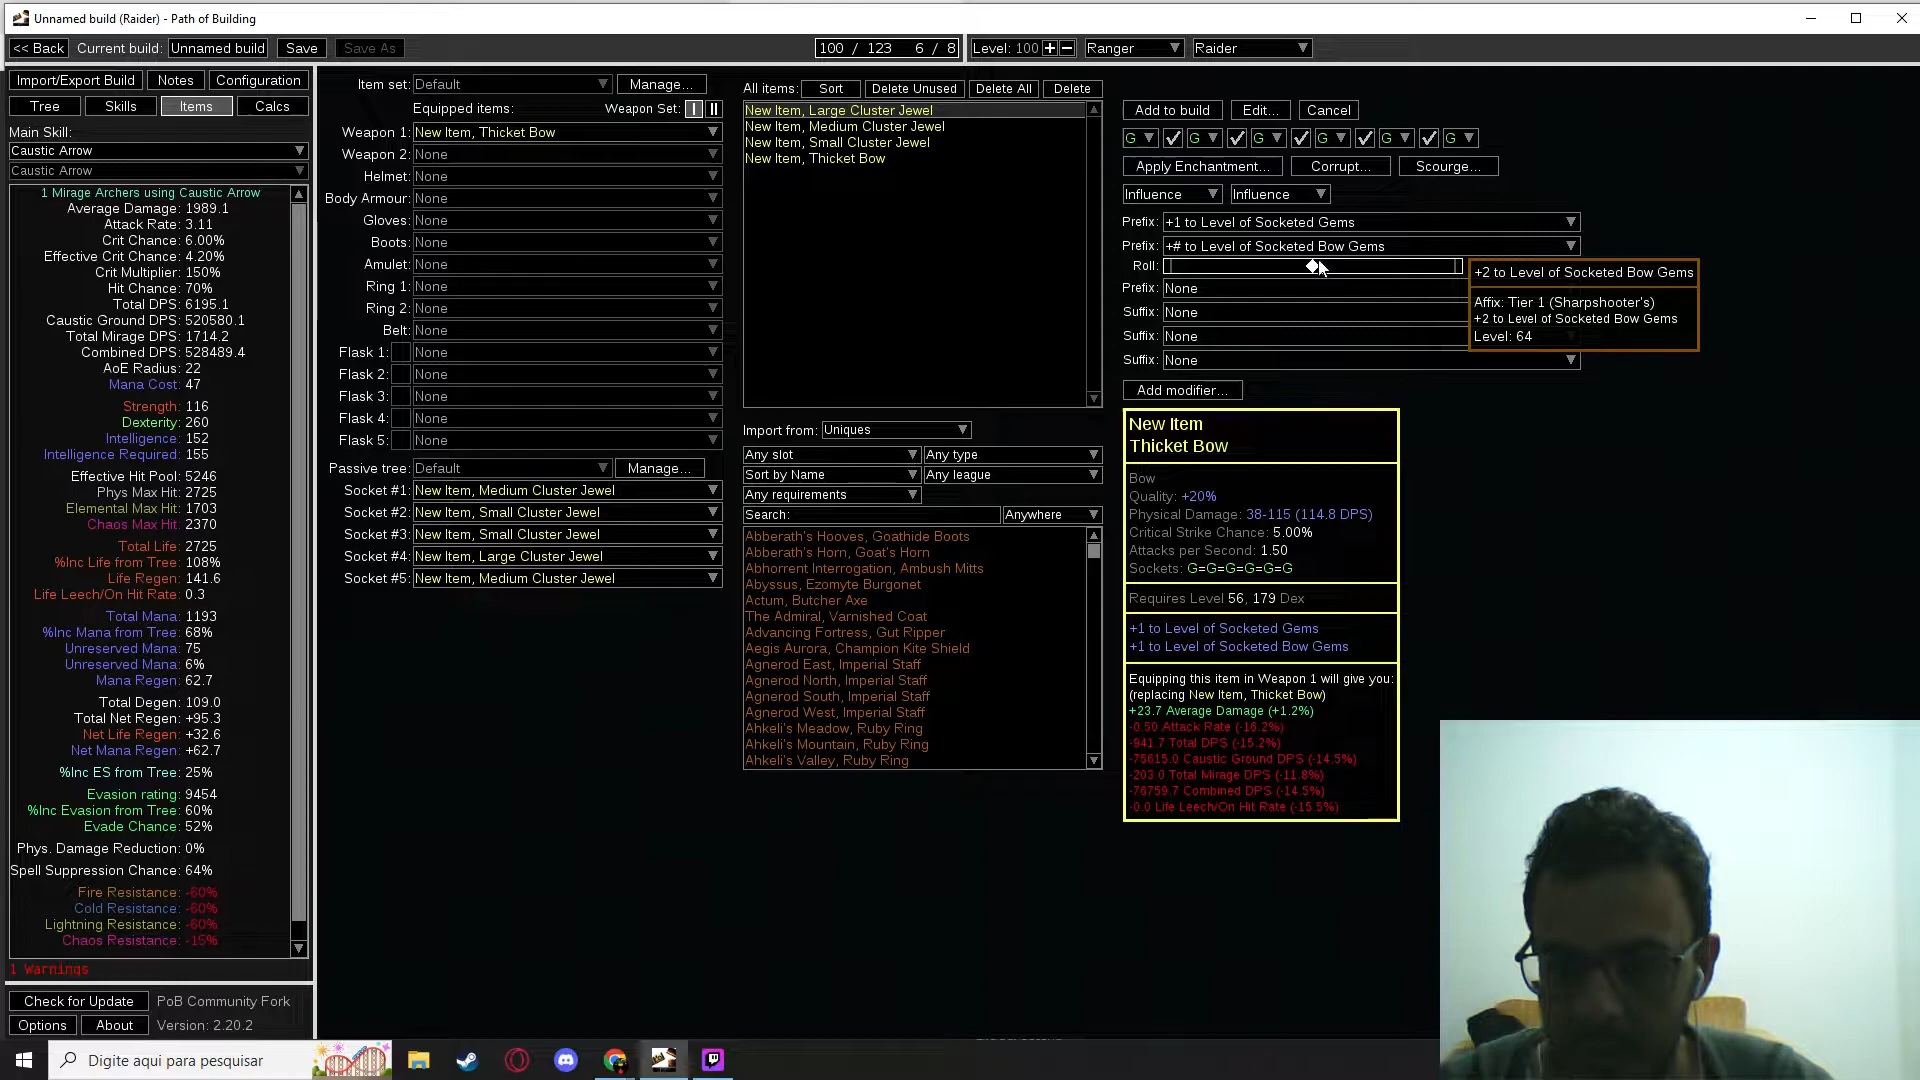 Unnamed build (Raider) - Path of Building
<< Back Current build: Unnamed build Save Save As 100 / 123 6 / 8 Level: 100 + - Ranger Raider
Import/Export Build Notes Configuration
Tree Skills Items Calcs
Main Skill:
Caustic Arrow
Caustic Arrow
1 Mirage Archers using Caustic Arrow
Average Damage: 1989.1
Attack Rate: 3.11
Crit Chance: 6.00%
Effective Crit Chance: 4.20%
Crit Multiplier: 150%
Hit Chance: 70%
Total DPS: 6195.1
Caustic Ground DPS: 520580.1
Total Mirage DPS: 1714.2
Combined DPS: 528489.4
AoE Radius: 22
Mana Cost: 47
Strength: 116
Dexterity: 260
Intelligence: 152
Intelligence Required: 155
Effective Hit Pool: 5246
Phys Max Hit: 2725
Elemental Max Hit: 1703
Chaos Max Hit: 2370
Total Life: 2725
%Inc Life from Tree: 108%
Life Regen: 141.6
Life Leech/On Hit Rate: 0.3
Total Mana: 1193
%Inc Mana from Tree: 68%
Unreserved Mana: 75
Unreserved Mana: 6%
Mana Regen: 62.7
Total Degen: 109.0
Total Net Regen: +95.3
Net Life Regen: +32.6
Net Mana Regen: +62.7
%Inc ES from Tree: 25%
Evasion rating: 9454
%Inc Evasion from Tree: 60%
Evade Chance: 52%
Phys. Damage Reduction: 0%
Spell Suppression Chance: 64%
Fire Resistance: -60%
Cold Resistance: -60%
Lightning Resistance: -60%
Chaos Resistance: -15%
1 Warnings
Check for Update PoB Community Fork
Options About Version: 2.20.2
Item set: Default Manage...
Equipped items: Weapon Set: I II
Weapon 1: New Item, Thicket Bow
Weapon 2: None
Helmet: None
Body Armour: None
Gloves: None
Boots: None
Amulet: None
Ring 1: None
Ring 2: None
Belt: None
Flask 1: None
Flask 2: None
Flask 3: None
Flask 4: None
Flask 5: None
Passive tree: Default Manage...
Socket #1: New Item, Medium Cluster Jewel
Socket #2: New Item, Small Cluster Jewel
Socket #3: New Item, Small Cluster Jewel
Socket #4: New Item, Large Cluster Jewel
Socket #5: New Item, Medium Cluster Jewel
All items: Sort Delete Unused Delete All Delete
New Item, Large Cluster Jewel
New Item, Medium Cluster Jewel
New Item, Small Cluster Jewel
New Item, Thicket Bow
Import from: Uniques
Any slot Any type
Sort by Name Any league
Any requirements
Search: Anywhere
Abberath's Hooves, Goathide Boots
Abberath's Horn, Goat's Horn
Abhorrent Interrogation, Ambush Mitts
Abyssus, Ezomyte Burgonet
Actum, Butcher Axe
The Admiral, Varnished Coat
Advancing Fortress, Gut Ripper
Aegis Aurora, Champion Kite Shield
Agnerod East, Imperial Staff
Agnerod North, Imperial Staff
Agnerod South, Imperial Staff
Agnerod West, Imperial Staff
Ahkeli's Meadow, Ruby Ring
Ahkeli's Mountain, Ruby Ring
Ahkeli's Valley, Ruby Ring
Add to build Edit... Cancel
G G G G G G
Apply Enchantment... Corrupt... Scourge...
Influence Influence
Prefix: +1 to Level of Socketed Gems
Prefix: +# to Level of Socketed Bow Gems
Roll:
Prefix: None
Suffix: None
Suffix: None
Suffix: None
+2 to Level of Socketed Bow Gems
Affix: Tier 1 (Sharpshooter's)
+2 to Level of Socketed Bow Gems
Level: 64
Add modifier...
New Item
Thicket Bow
Bow
Quality: +20%
Physical Damage: 38-115 (114.8 DPS)
Critical Strike Chance: 5.00%
Attacks per Second: 1.50
Sockets: G=G=G=G=G=G
Requires Level 56, 179 Dex
+1 to Level of Socketed Gems
+1 to Level of Socketed Bow Gems
Equipping this item in Weapon 1 will give you:
(replacing New Item, Thicket Bow)
+23.7 Average Damage (+1.2%)
-0.50 Attack Rate (-16.2%)
-941.7 Total DPS (-15.2%)
-75615.0 Caustic Ground DPS (-14.5%)
-203.0 Total Mirage DPS (-11.8%)
-76759.7 Combined DPS (-14.5%)
-0.0 Life Leech/On Hit Rate (-15.5%)
Digite aqui para pesquisar